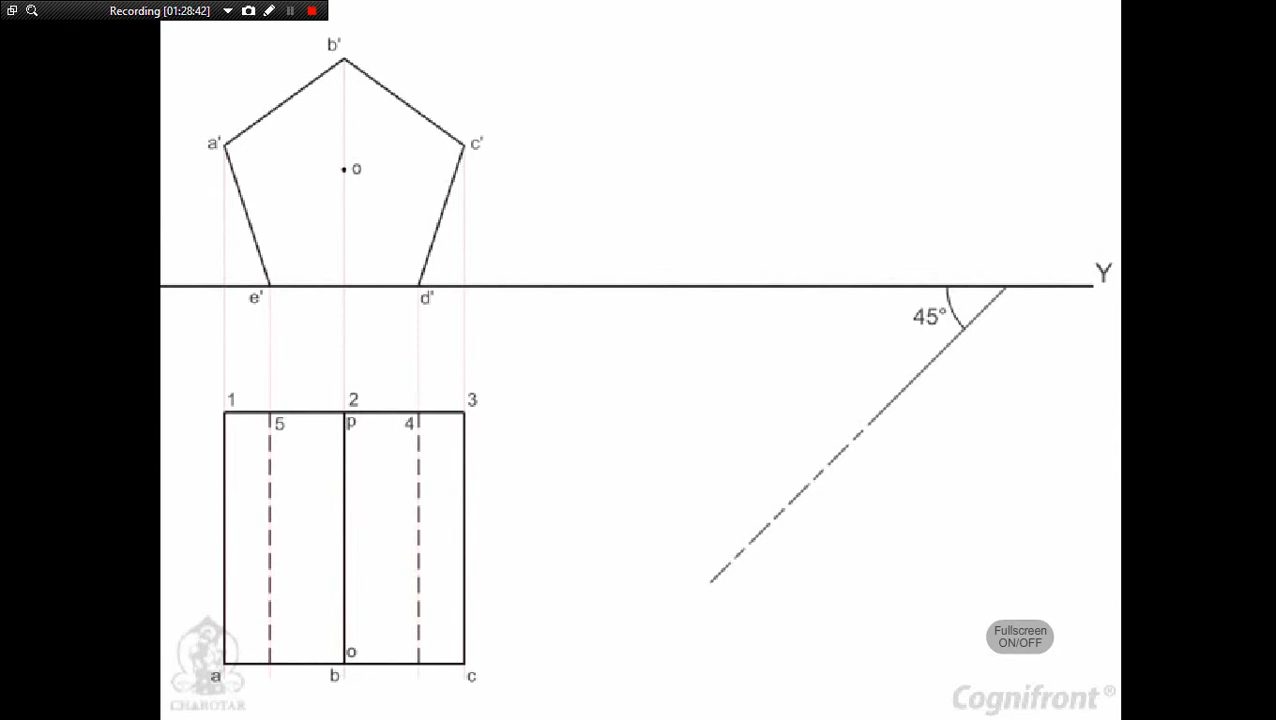 Recording [01:28:42]
b'
a'
c'
o
Y
e'
d'
45°
1
2
3
5
p
4
o
a
b
c
Fullscreen
ON/OFF
CHAROTAR
Cognifront®